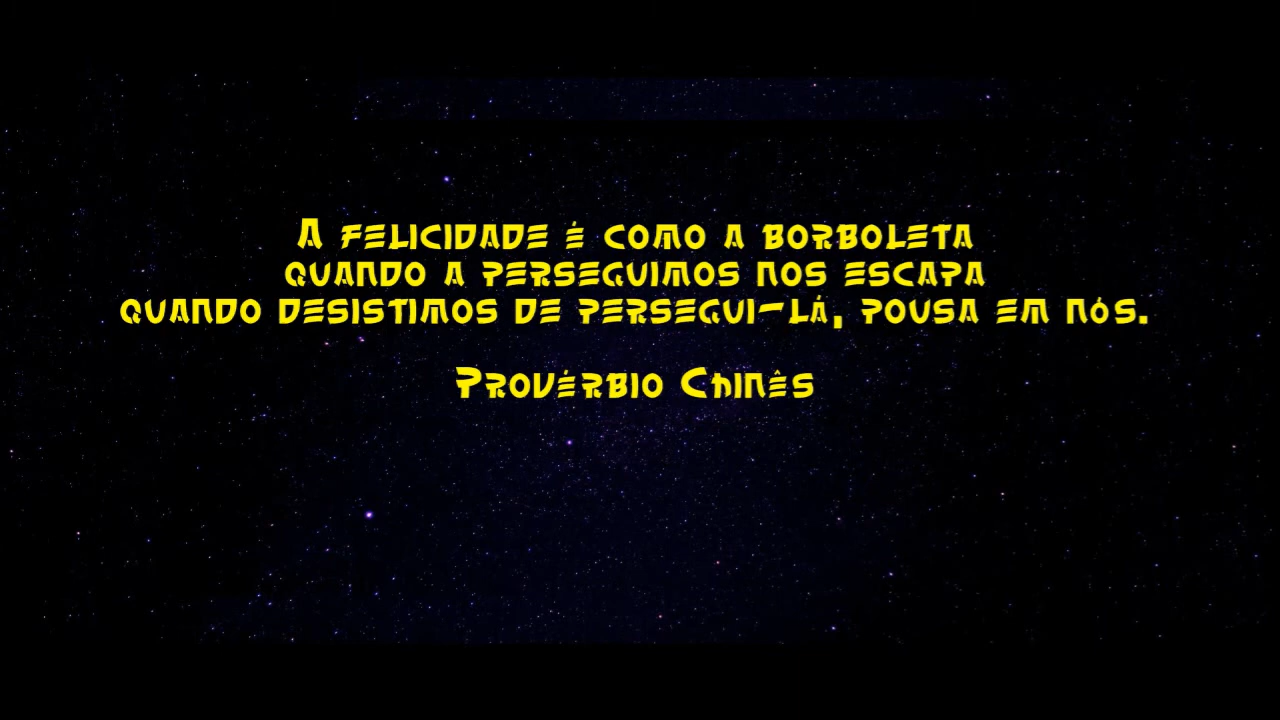 A felicidade é como a borboleta
quando a perseguimos nos escapa
quando desistimos de persegui-lá, pousa em nós.
Provérbio Chinês